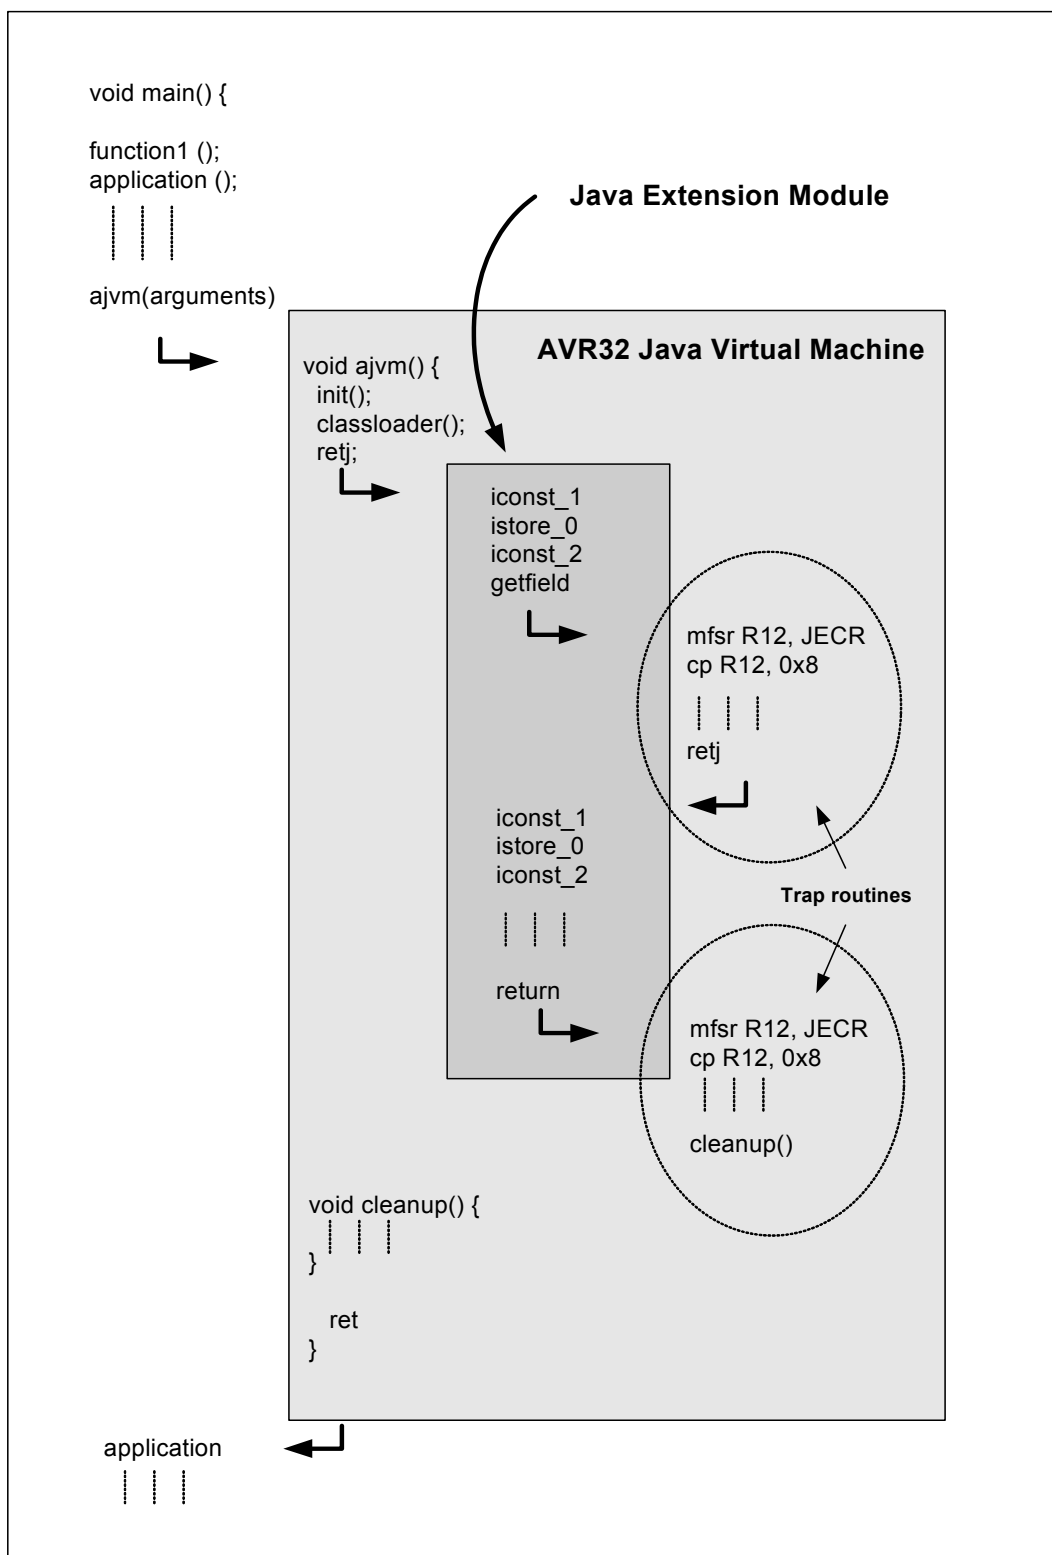 void main() {
function1 ();
application ();
Java Extension Module
ajvm(arguments)
AVR32 Java Virtual Machine
void ajvm() {
init();
classloader();
retj;
iconst_1
istore_0
iconst_2
getfield
mfsr R12, JECR
cp R12, 0x8
retj
iconst_1
istore_0
iconst_2
Trap routines
return
mfsr R12, JECR
cp R12, 0x8
cleanup()
void cleanup() {
}
ret
}
application